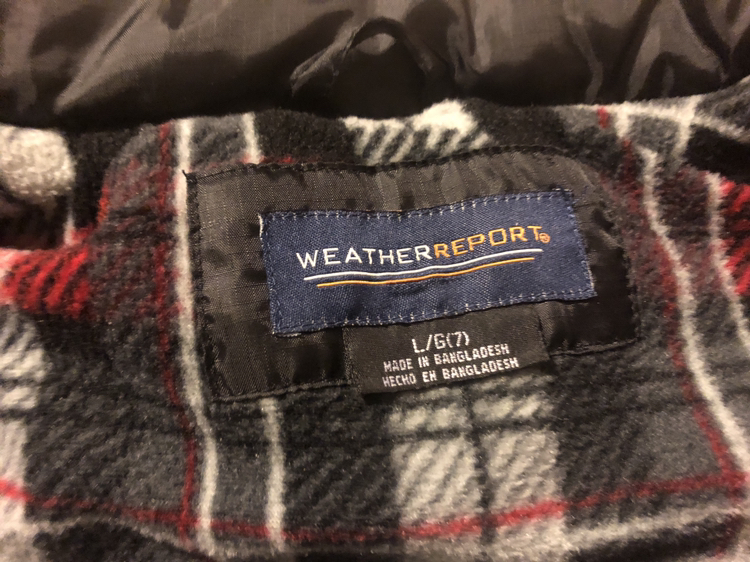 WEATHERREPORT®
L/G(7)
MADE IN BANGLADESH
HECHO EN BANGLADESH